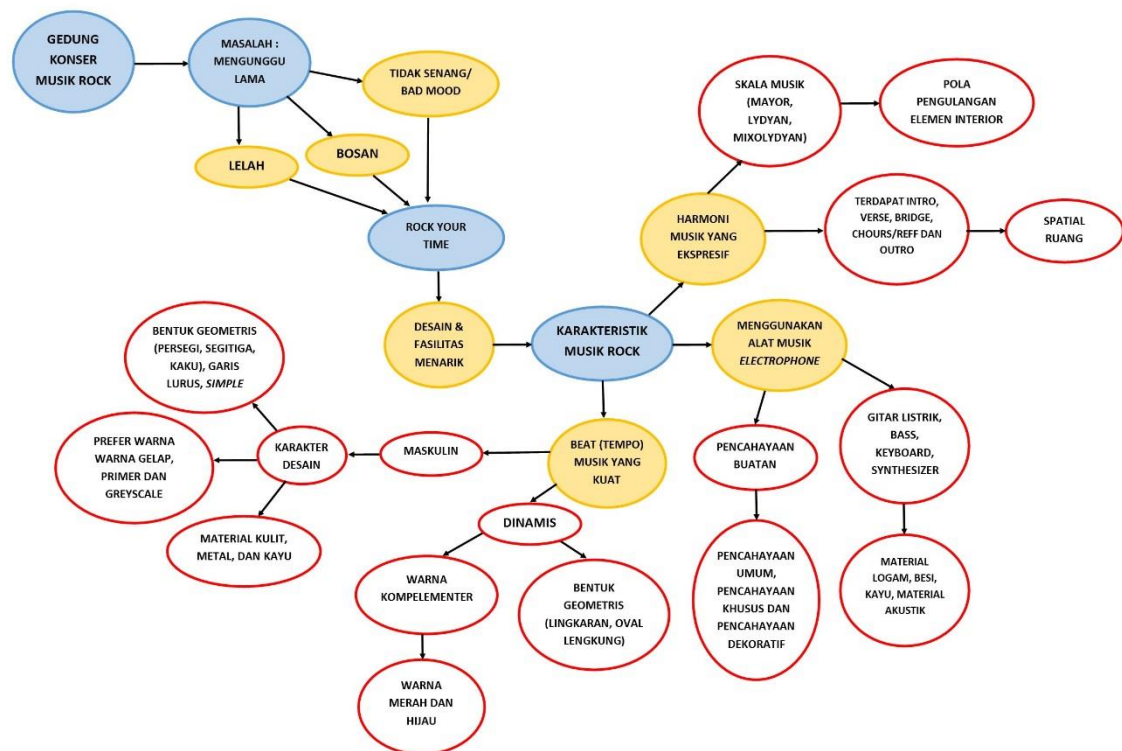 GEDUNG
KONSER
MUSIK ROCK
MASALAH :
MENGUNGGU
LAMA
TIDAK SENANG/
BAD MOOD
LELAH
BOSAN
ROCK YOUR
TIME
DESAIN &
FASILITAS
MENARIK
KARAKTERISTIK
MUSIK ROCK
HARMONI
MUSIK YANG
EKSPRESIF
SKALA MUSIK
(MAYOR,
LYDYAN,
MIXOLYDYAN)
POLA
PENGULANGAN
ELEMEN INTERIOR
TERDAPAT INTRO,
VERSE, BRIDGE,
CHOURS/REFF DAN
OUTRO
SPATIAL
RUANG
MENGGUNAKAN
ALAT MUSIK
ELECTROPHONE
PENCAHAYAAN
BUATAN
PENCAHAYAAN
UMUM,
PENCAHAYAAN
KHUSUS DAN
PENCAHAYAAN
DEKORATIF
GITAR LISTRIK,
BASS,
KEYBOARD,
SYNTHESIZER
MATERIAL
LOGAM, BESI,
KAYU, MATERIAL
AKUSTIK
BEAT (TEMPO)
MUSIK YANG
KUAT
MASKULIN
KARAKTER
DESAIN
BENTUK GEOMETRIS
(PERSEGI, SEGITIGA,
KAKU), GARIS
LURUS, SIMPLE
PREFER WARNA
WARNA GELAP,
PRIMER DAN
GREYSCALE
MATERIAL KULIT,
METAL, DAN KAYU
DINAMIS
WARNA
KOMPELEMENTER
WARNA
MERAH DAN
HIJAU
BENTUK
GEOMETRIS
(LINGKARAN, OVAL
LENGKUNG)